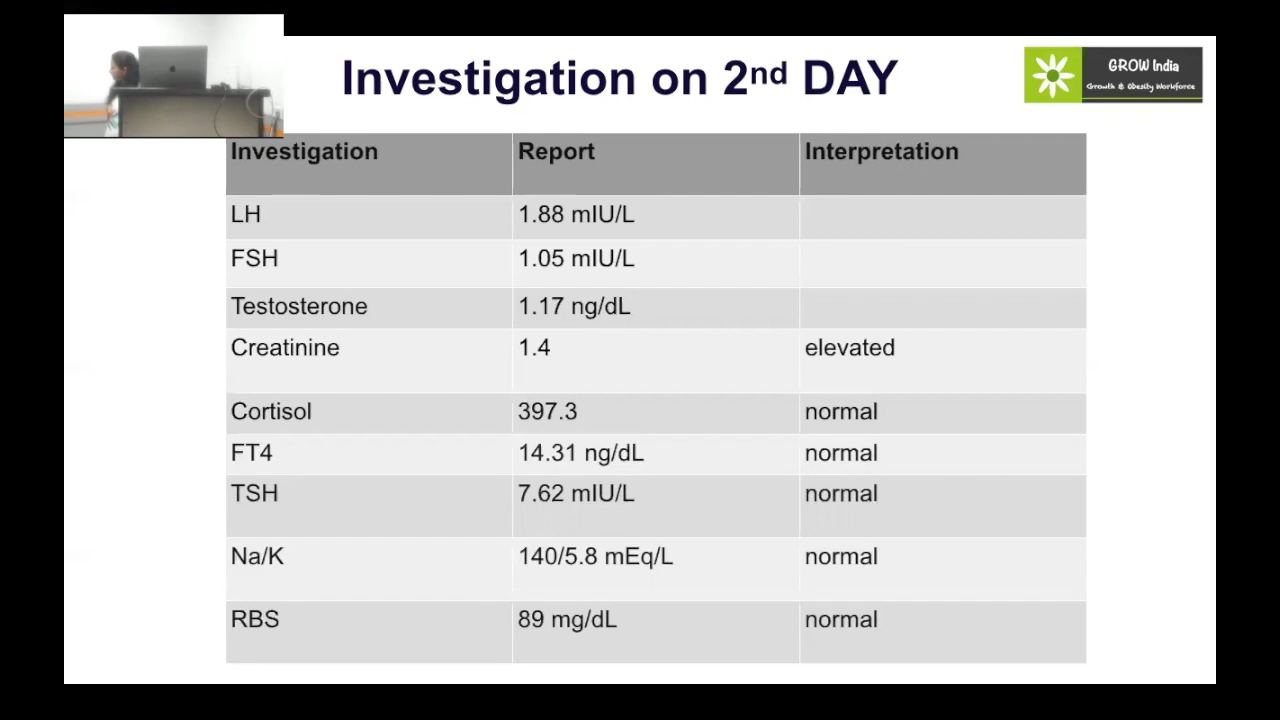 Investigation on 2nd DAY
GROW India
Growth & Obesity Workforce
Investigation Report Interpretation
LH 1.88 mIU/L
FSH 1.05 mIU/L
Testosterone 1.17 ng/dL
Creatinine 1.4 elevated
Cortisol 397.3 normal
FT4 14.31 ng/dL normal
TSH 7.62 mIU/L normal
Na/K 140/5.8 mEq/L normal
RBS 89 mg/dL normal